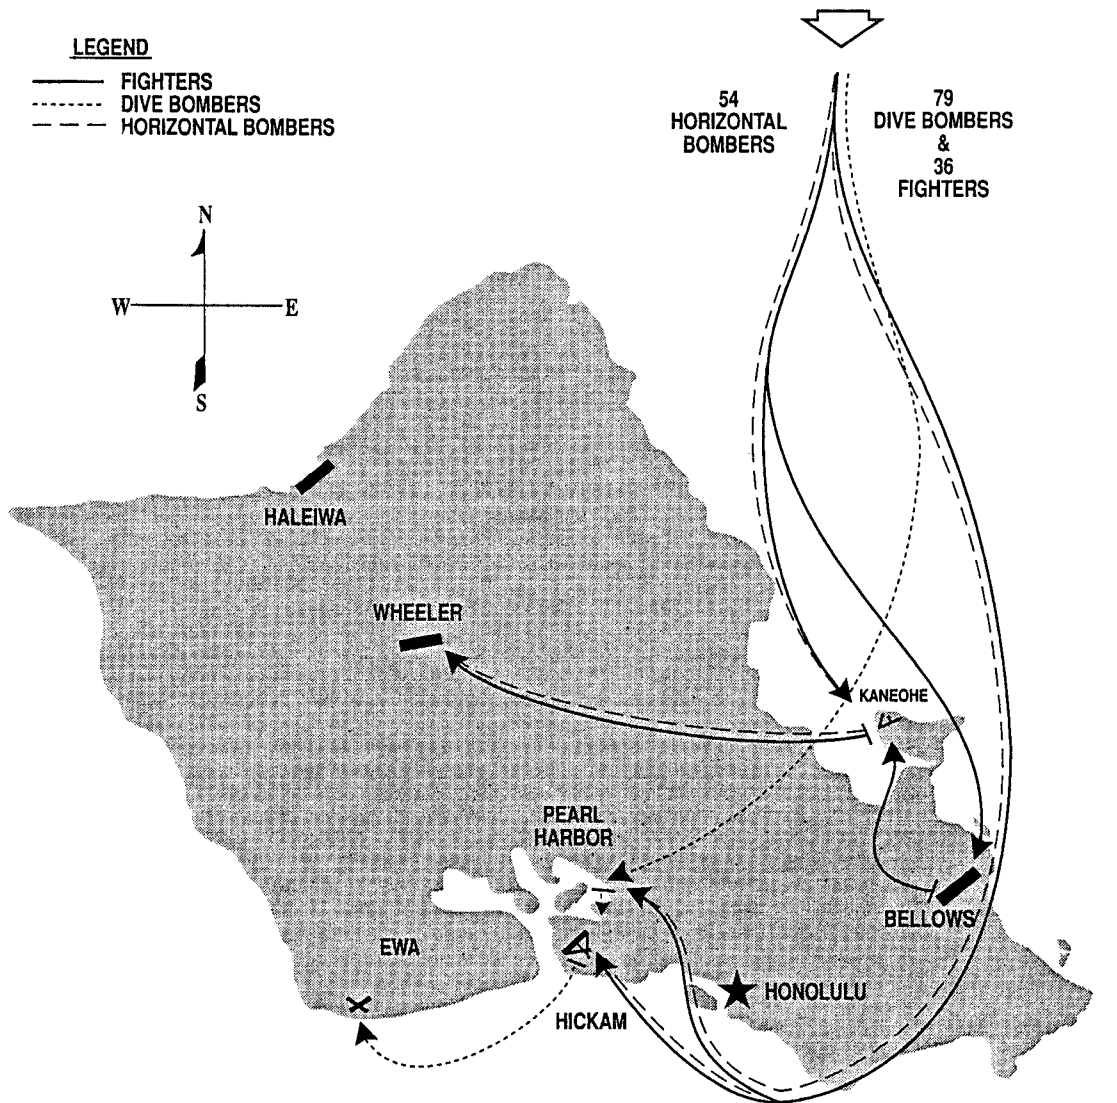 LEGEND
FIGHTERS
DIVE BOMBERS
HORIZONTAL BOMBERS
54
HORIZONTAL
BOMBERS
79
DIVE BOMBERS
&
36
FIGHTERS
N
W
E
S
HALEIWA
WHEELER
KANEOHE
PEARL
HARBOR
BELLOWS
EWA
HONOLULU
HICKAM